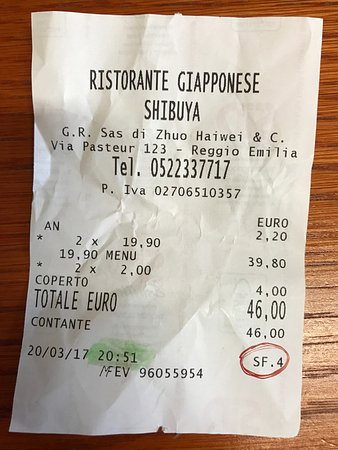 RISTORANTE GIAPPONESE
SHIBUYA
G.R. Sas di Zhuo Haiwei & C.
Via Pasteur 123 - Reggio Emilia
Tel. 0522337717
P. Iva 02706510357
EURO
AN 2,20
* 2 x 19,90
19,90 MENU 39,80
* 2 x 2,00
COPERTO 4,00
TOTALE EURO 46,00
CONTANTE 46,00
20/03/17 20:51 SF.4
EV 96055954